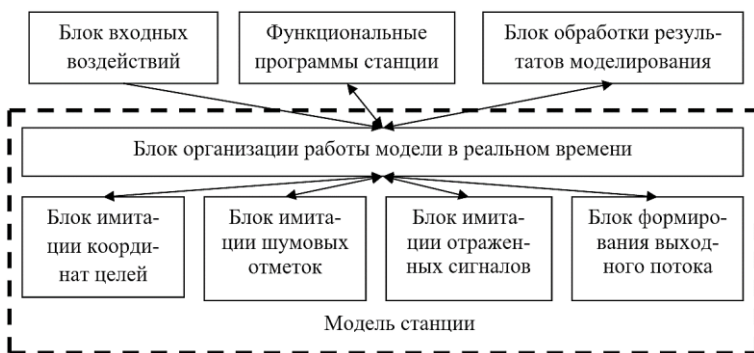 Блок входных
воздействий
Функциональные
программы станции
Блок обработки резуль-
татов моделирования
Блок организации работы модели в реальном времени
Блок имита-
ции коорди-
нат целей
Блок имита-
ции шумовых
отметок
Блок имита-
ции отражен-
ных сигналов
Блок формиро-
вания выход-
ного потока
Модель станции